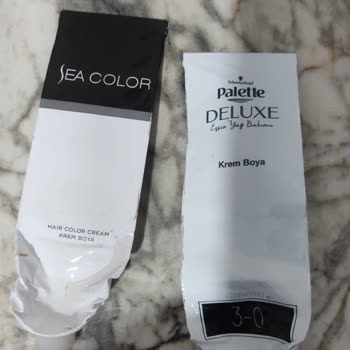 SEA COLOR
HAIR COLOR CREAM
KREM BOYA
Schwarzkopf
Palette
DELUXE
Eşsiz Yağ Bakımı
Krem Boya
3-0